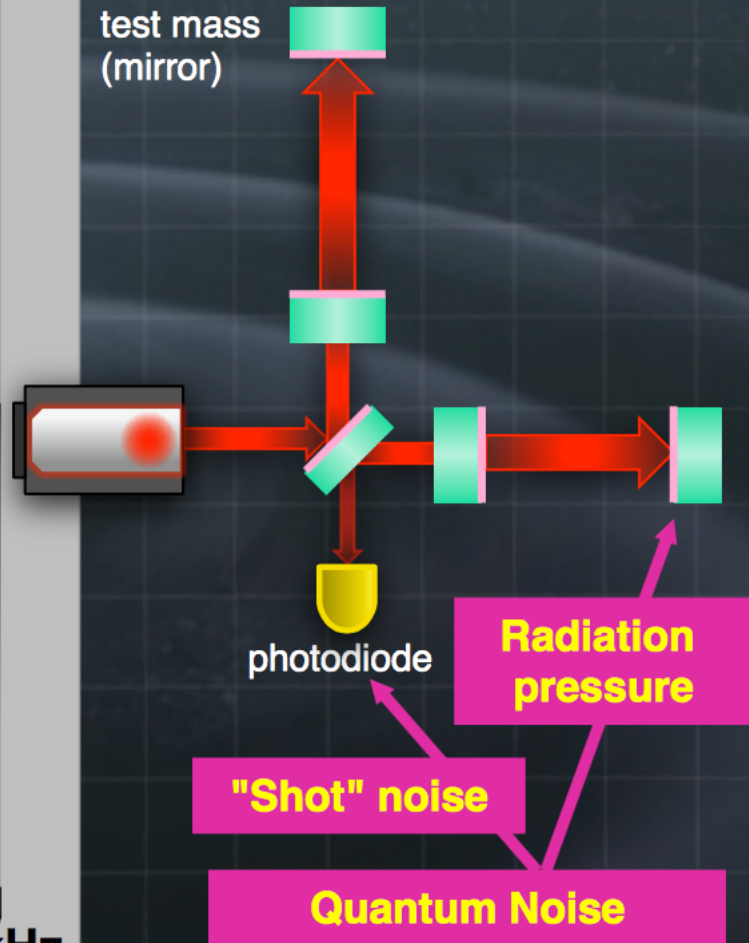 test mass
(mirror)
photodiode
Radiation
pressure
"Shot" noise
Quantum Noise